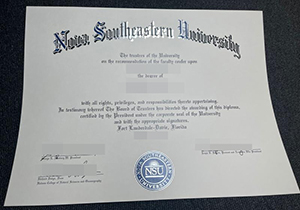 Nova Southeastern University
The trustees of the University
on the recommendation of the faculty confer upon
the degree of
with all rights, privileges, and responsibilities thereto appertaining.
In testimony whereof The Board of Trustees has directed the awarding of this diploma,
certified by the President under the corporate seal of the University
and with the appropriate signatures.
Fort Lauderdale-Davie, Florida
NSU